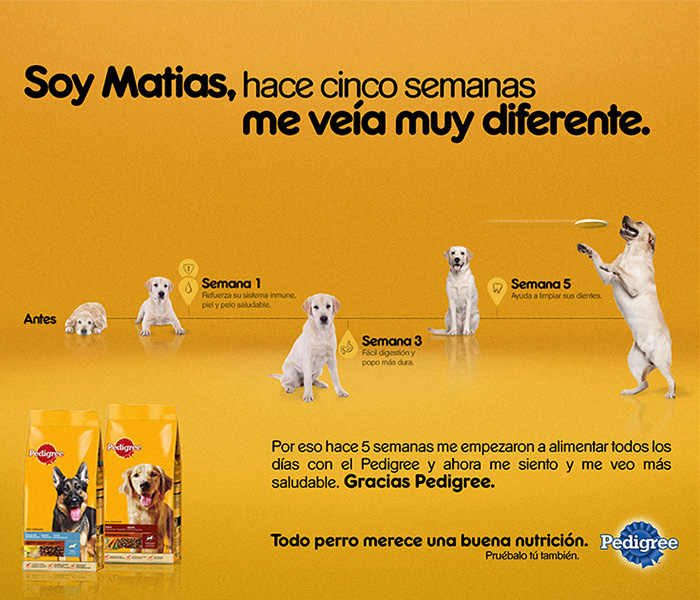 Soy Matias, hace cinco semanas
me veía muy diferente.
Antes
Semana 1
Refuerza su sistema inmune,
piel y pelo saludable.
Semana 3
Fácil digestión y
popo más dura.
Semana 5
Ayuda a limpiar sus dientes.
Pedigree
Pedigree
Por eso hace 5 semanas me empezaron a alimentar todos los
días con el Pedigree y ahora me siento y me veo más
saludable. Gracias Pedigree.
Todo perro merece una buena nutrición.
Pruébalo tú también.
Pedigree